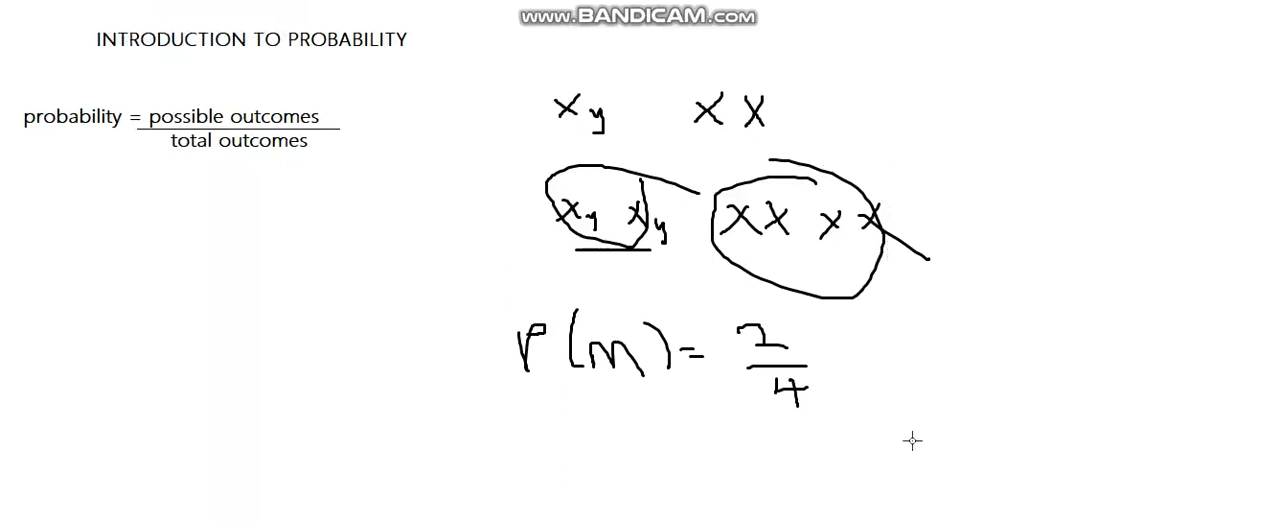 www.BANDICAM.com
INTRODUCTION TO PROBABILITY
probability = possible outcomes
total outcomes
Xy XX
Xy Xy XX XX
P(M) = 2
4